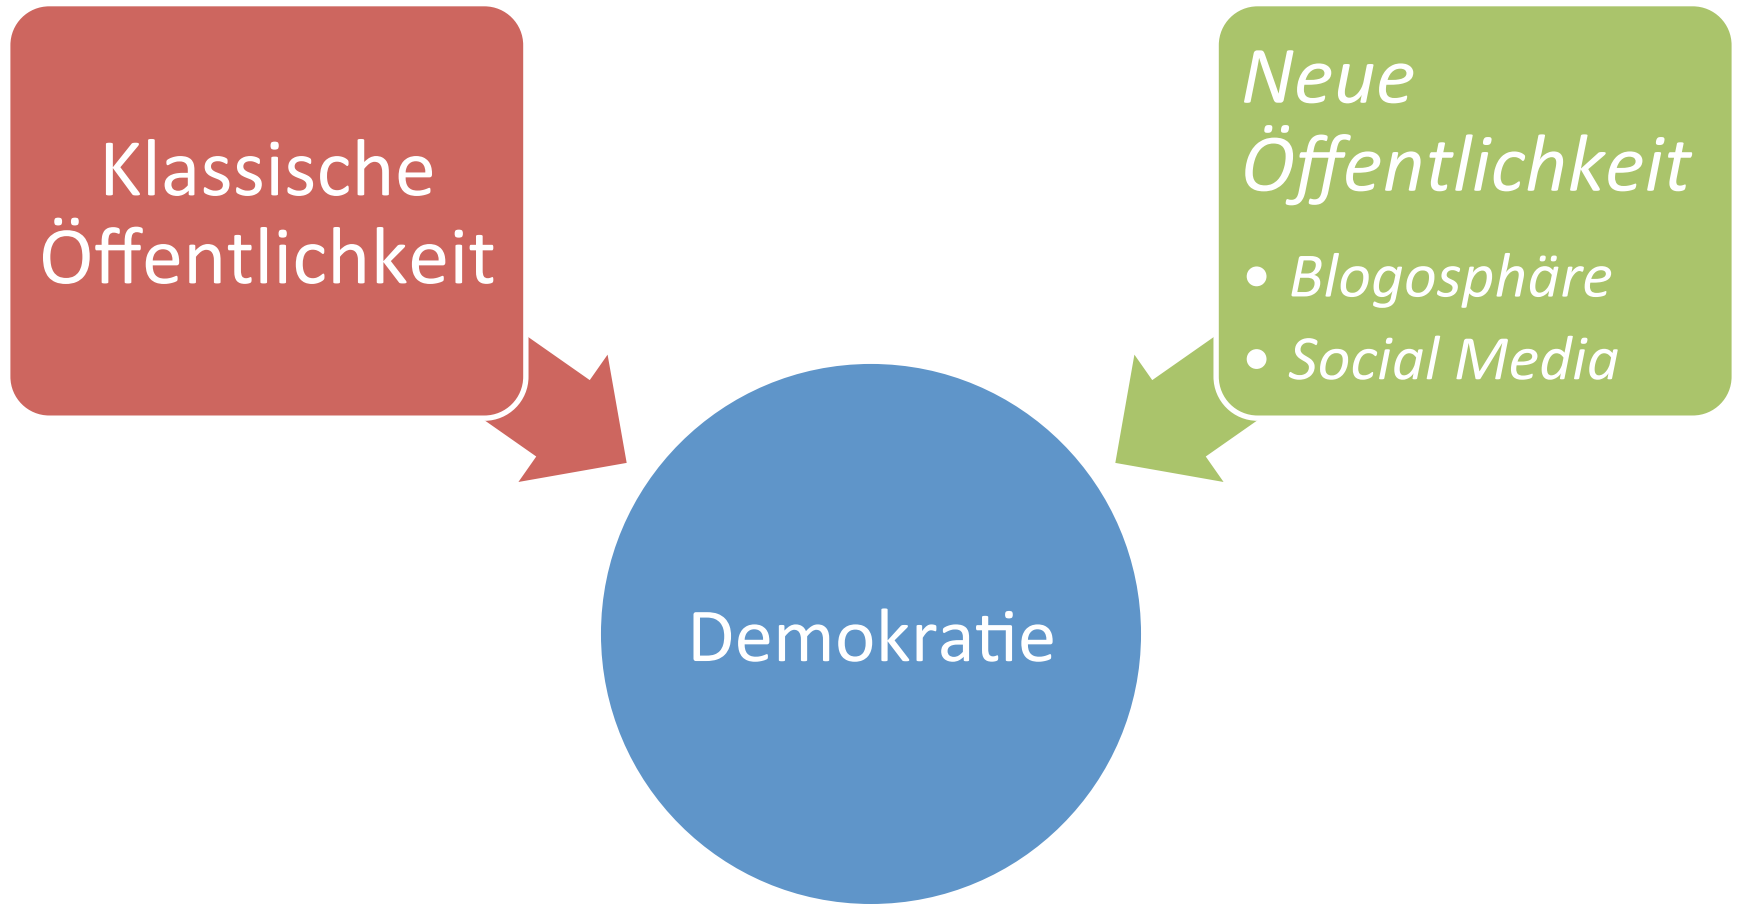 Klassische
Öffentlichkeit
Neue
Öffentlichkeit
• Blogosphäre
• Social Media
Demokratie